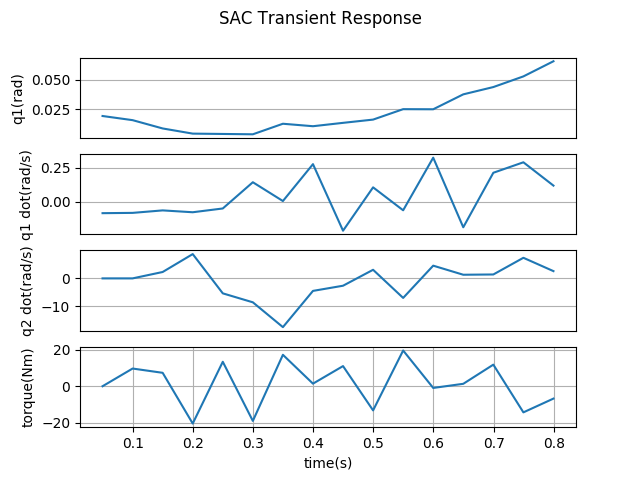 SAC Transient Response
q1(rad)
0.050
0.025
q1 dot(rad/s)
0.25
0.00
q2 dot(rad/s)
0
−10
torque(Nm)
20
0
−20
0.1 0.2 0.3 0.4 0.5 0.6 0.7 0.8
time(s)